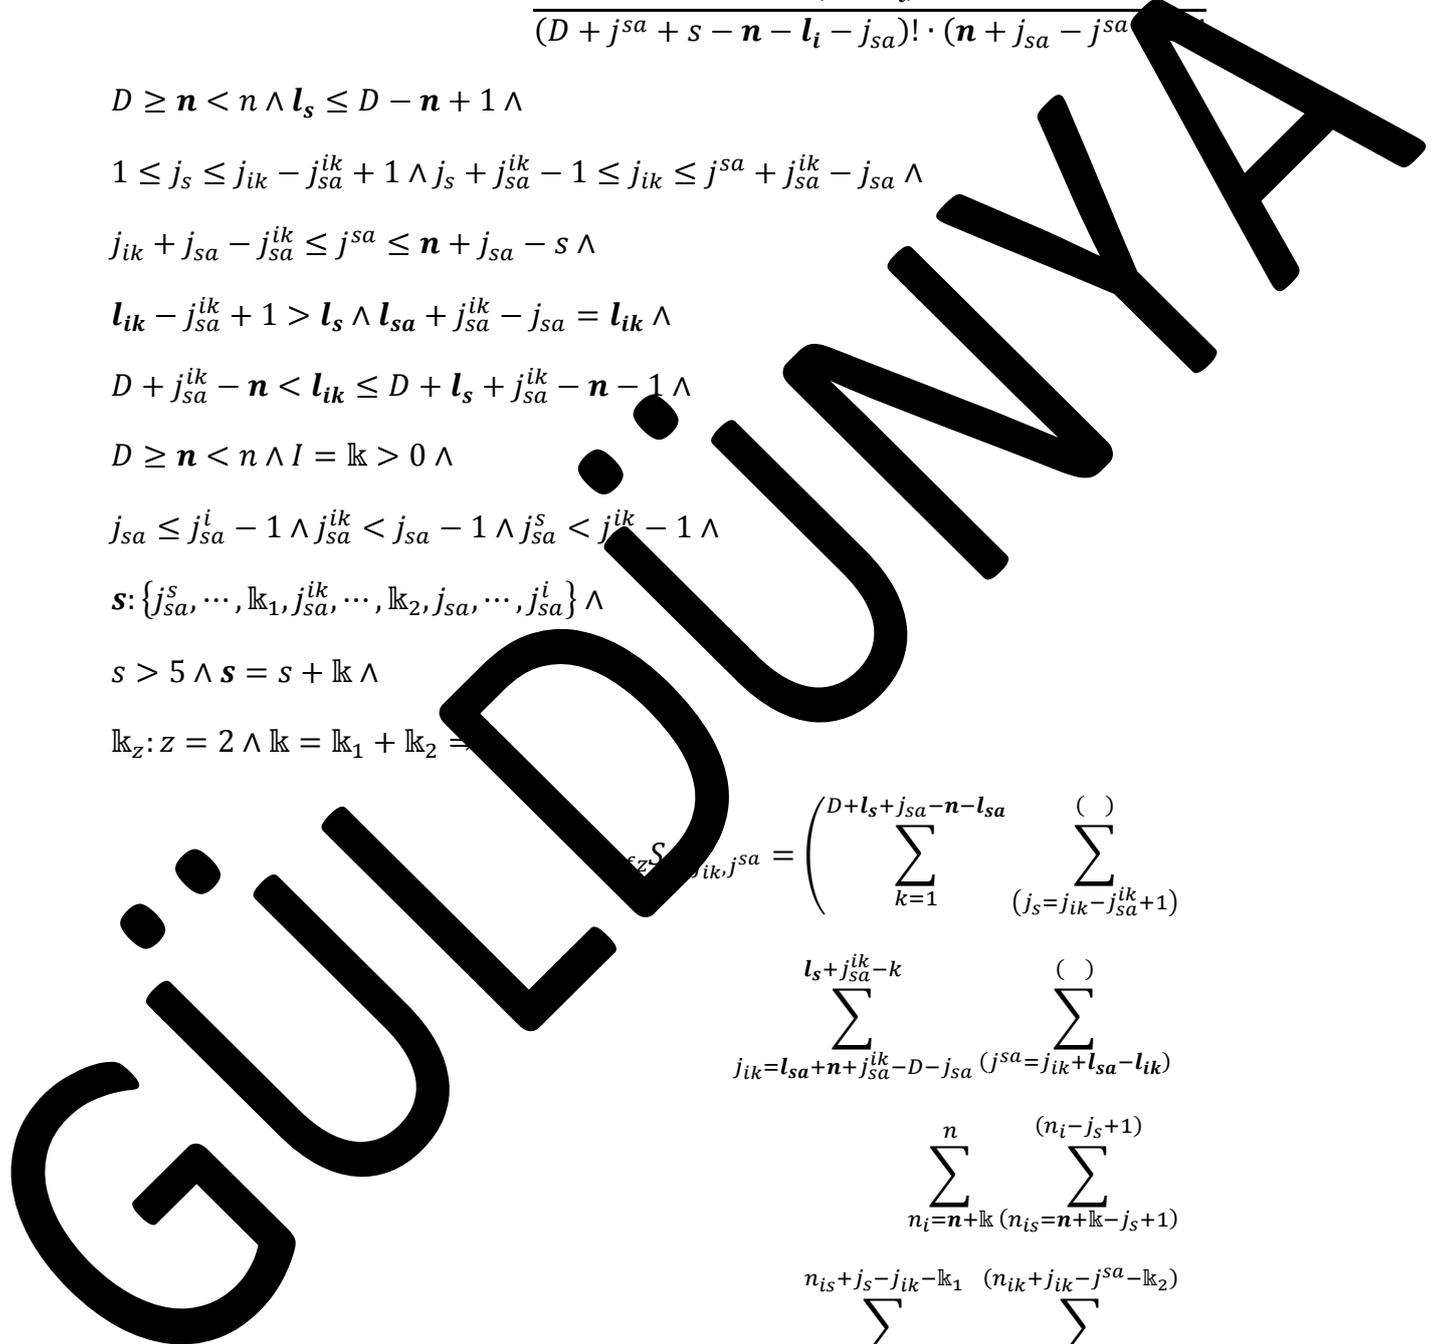 (D + j^{sa} + s − n − l_i − j_{sa})! · (n + j_{sa} − j^{sa}
D ≥ n < n ∧ l_s ≤ D − n + 1 ∧
1 ≤ j_s ≤ j_{ik} − j_{sa}^{ik} + 1 ∧ j_s + j_{sa}^{ik} − 1 ≤ j_{ik} ≤ j^{sa} + j_{sa}^{ik} − j_{sa} ∧
j_{ik} + j_{sa} − j_{sa}^{ik} ≤ j^{sa} ≤ n + j_{sa} − s ∧
l_{ik} − j_{sa}^{ik} + 1 > l_s ∧ l_{sa} + j_{sa}^{ik} − j_{sa} = l_{ik} ∧
D + j_{sa}^{ik} − n < l_{ik} ≤ D + l_s + j_{sa}^{ik} − n − 1 ∧
D ≥ n < n ∧ I = 𝕜 > 0 ∧
j_{sa} ≤ j_{sa}^{i} − 1 ∧ j_{sa}^{ik} < j_{sa} − 1 ∧ j_{sa}^{s} < j^{ik} − 1 ∧
s: {j_{sa}^{s}, ⋯, 𝕜_1, j_{sa}^{ik}, ⋯, 𝕜_2, j_{sa}, ⋯, j_{sa}^{i}} ∧
s > 5 ∧ s = s + 𝕜 ∧
𝕜_z: z = 2 ∧ 𝕜 = 𝕜_1 + 𝕜_2 ⇒
D+l_s+j_{sa}−n−l_{sa} ( )
_z S _{j_{ik},j^{sa}} = ( ∑ ∑
k=1 (j_s=j_{ik}−j_{sa}^{ik}+1)
l_s+j_{sa}^{ik}−k ( )
∑ ∑
j_{ik}=l_{sa}+n+j_{sa}^{ik}−D−j_{sa} (j^{sa}=j_{ik}+l_{sa}−l_{ik})
n (n_i−j_s+1)
∑ ∑
n_i=n+𝕜 (n_{is}=n+𝕜−j_s+1)
n_{is}+j_s−j_{ik}−𝕜_1 (n_{ik}+j_{ik}−j^{sa}−𝕜_2)
∑ ∑
GÜLDÜNYA